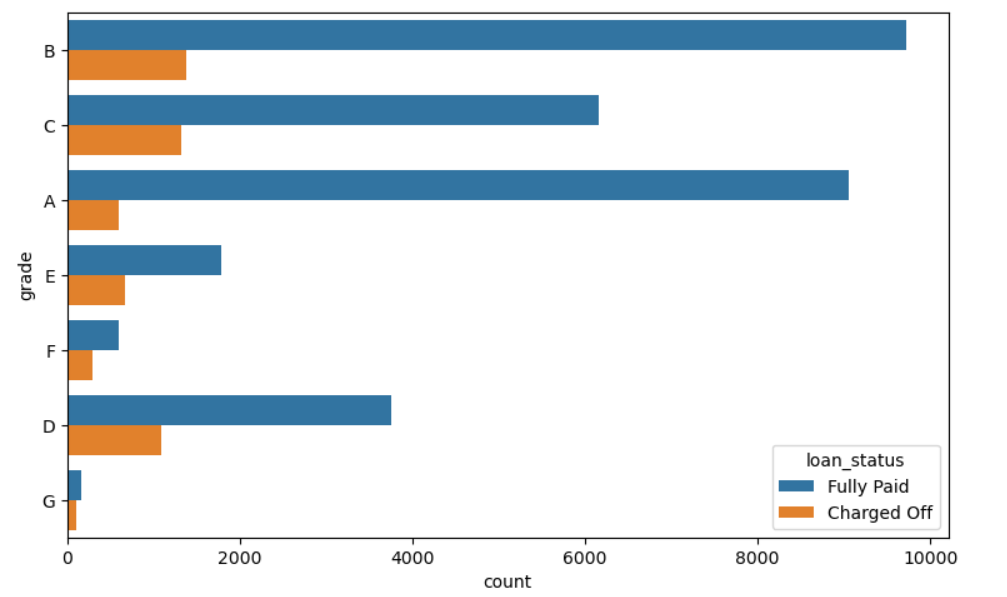 grade
B
C
A
E
F
D
G
loan_status
Fully Paid
Charged Off
0 2000 4000 6000 8000 10000
count